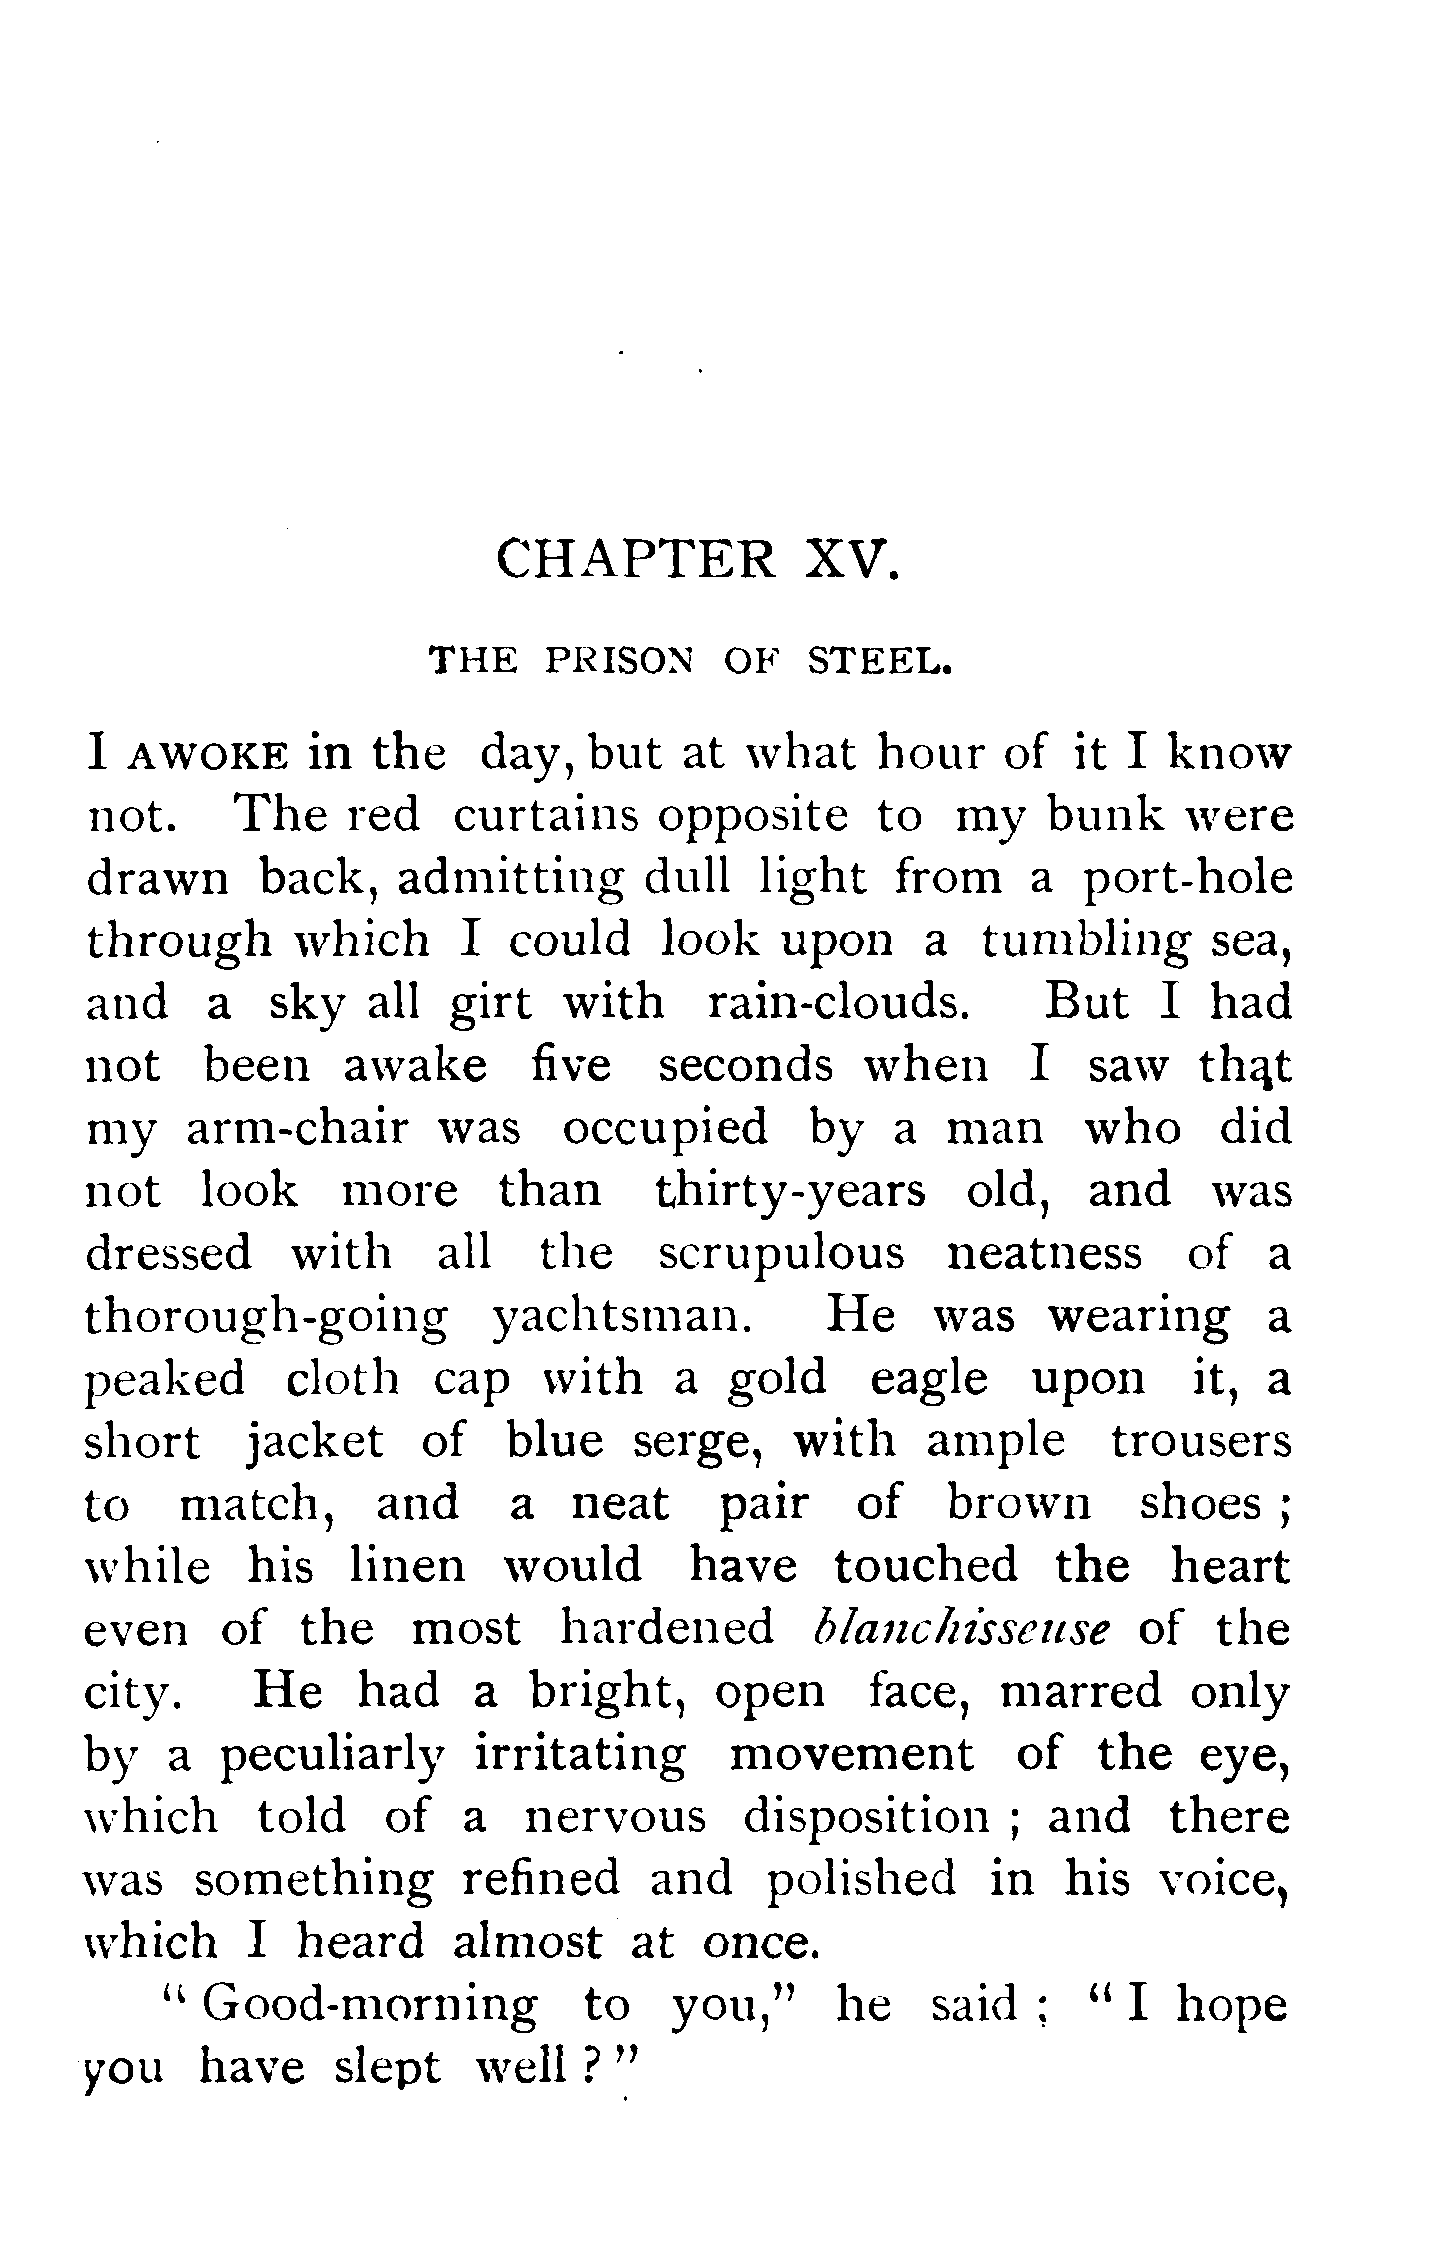 CHAPTER XV.
THE PRISON OF STEEL.
I AWOKE in the day, but at what hour of it I know
not. The red curtains opposite to my bunk were
drawn back, admitting dull light from a port-hole
through which I could look upon a tumbling sea,
and a sky all girt with rain-clouds. But I had
not been awake five seconds when I saw that
my arm-chair was occupied by a man who did
not look more than thirty-years old, and was
dressed with all the scrupulous neatness of a
thorough-going yachtsman. He was wearing a
peaked cloth cap with a gold eagle upon it, a
short jacket of blue serge, with ample trousers
to match, and a neat pair of brown shoes ;
while his linen would have touched the heart
even of the most hardened blanchisseuse of the
city. He had a bright, open face, marred only
by a peculiarly irritating movement of the eye,
which told of a nervous disposition ; and there
was something refined and polished in his voice,
which I heard almost at once.
“ Good-morning to you,” he said ; “ I hope
you have slept well ? ”